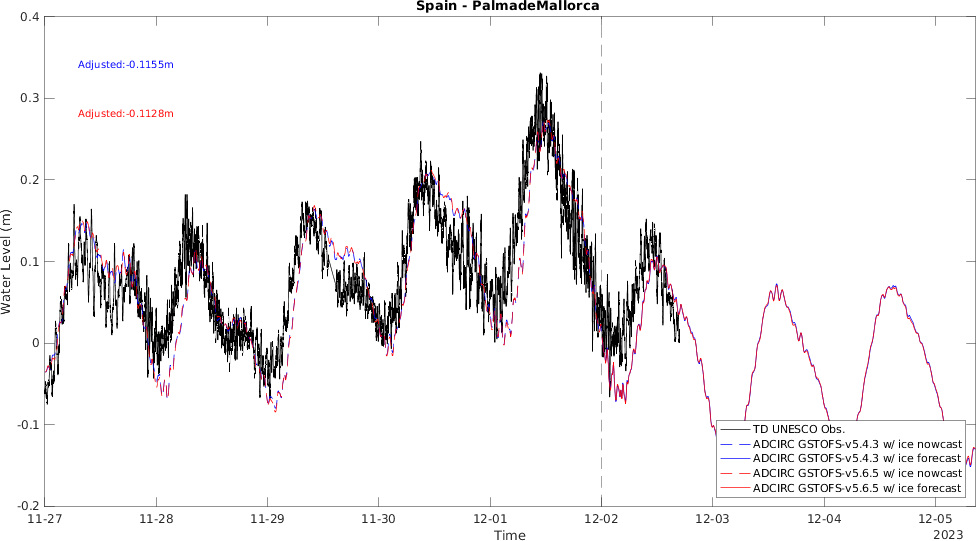 Spain - PalmadeMallorca
0.4
0.3
0.2
0.1
0
-0.1
-0.2
Water Level (m)
Adjusted:-0.1155m
Adjusted:-0.1128m
TD UNESCO Obs.
ADCIRC GSTOFS-v5.4.3 w/ ice nowcast
ADCIRC GSTOFS-v5.4.3 w/ ice forecast
ADCIRC GSTOFS-v5.6.5 w/ ice nowcast
ADCIRC GSTOFS-v5.6.5 w/ ice forecast
11-27 11-28 11-29 11-30 12-01 12-02 12-03 12-04 12-05
Time
2023